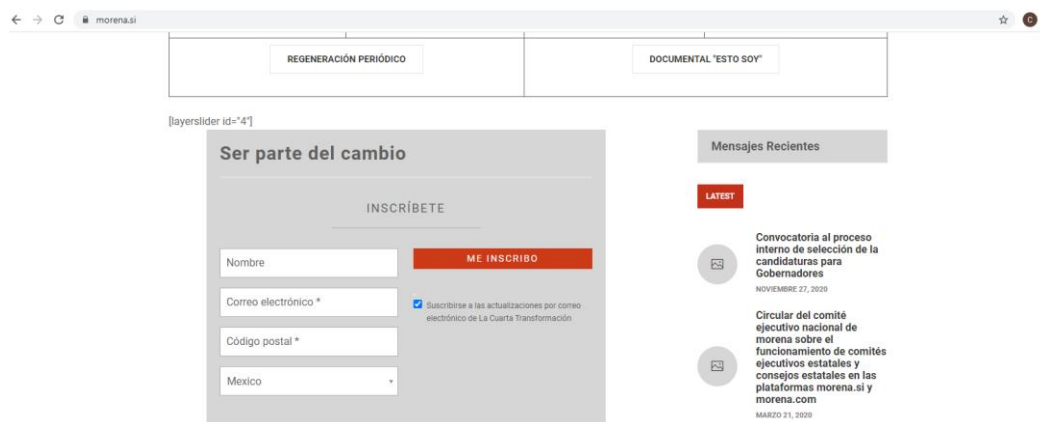 morena.si
C
REGENERACIÓN PERIÓDICO
DOCUMENTAL "ESTO SOY"
[layerslider id="4"]
Ser parte del cambio
INSCRÍBETE
Nombre
ME INSCRIBO
Correo electrónico *
Suscribirse a las actualizaciones por correo
electrónico de La Cuarta Transformación
Código postal *
Mexico
Mensajes Recientes
LATEST
Convocatoria al proceso
interno de selección de la
candidaturas para
Gobernadores
NOVIEMBRE 27, 2020
Circular del comité
ejecutivo nacional de
morena sobre el
funcionamiento de comités
ejecutivos estatales y
consejos estatales en las
plataformas morena.si y
morena.com
MARZO 21, 2020